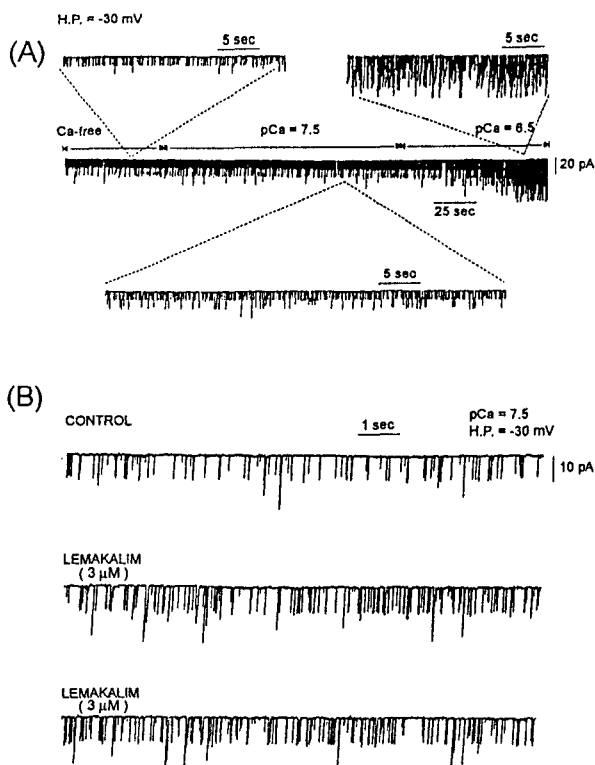 H.P. = -30 mV
(A)
5 sec
5 sec
Ca-free
pCa = 7.5
pCa = 6.5
20 pA
25 sec
5 sec
(B)
CONTROL
1 sec
pCa = 7.5
H.P. = -30 mV
10 pA
LEMAKALIM
( 3 μM )
LEMAKALIM
( 3 μM )